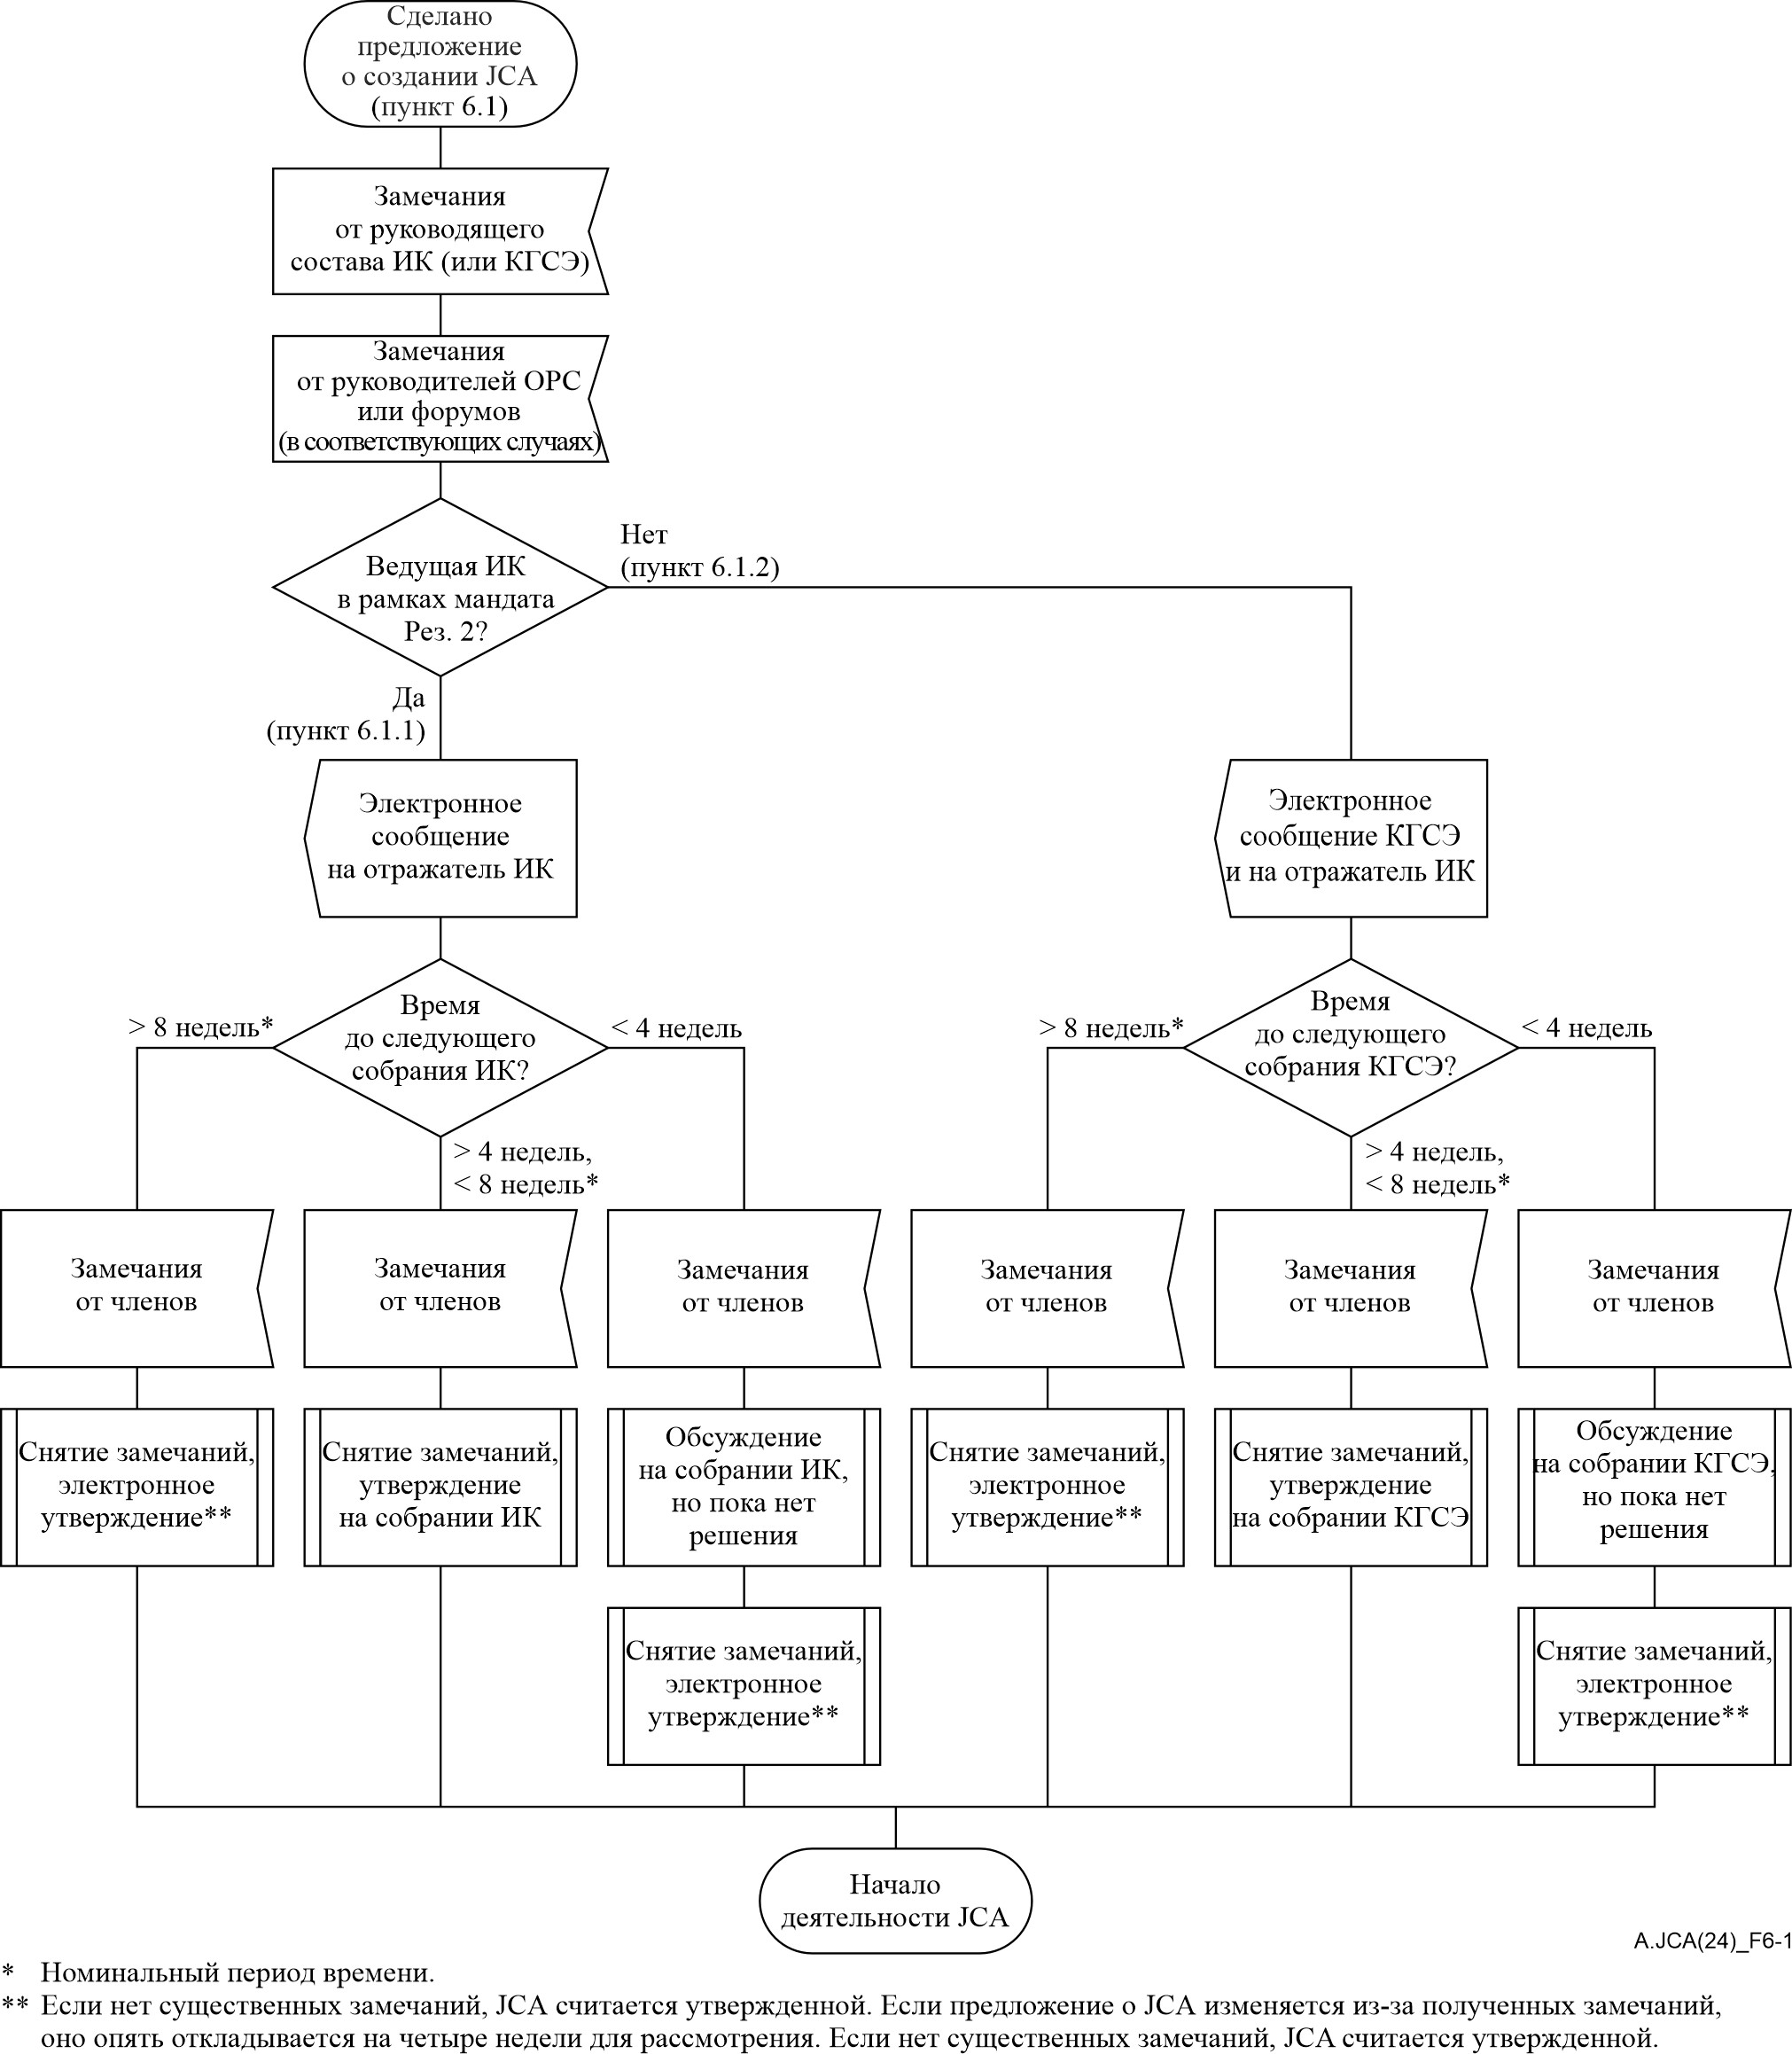 Сделано
предложение
о создании JCA
(пункт 6.1)
Замечания
от руководящего
состава ИК (или КГСЭ)
Замечания
от руководителей ОРС
или форумов
(в соответствующих случаях)
Ведущая ИК
в рамках мандата
Рез. 2?
Нет
(пункт 6.1.2)
Да
(пункт 6.1.1)
Электронное
сообщение
на отражатель ИК
Электронное
сообщение КГСЭ
и на отражатель ИК
Время
до следующего
собрания ИК?
> 8 недель*
< 4 недель
> 4 недель,
< 8 недель*
Время
до следующего
собрания КГСЭ?
> 8 недель*
< 4 недель
> 4 недель,
< 8 недель*
Замечания
от членов
Замечания
от членов
Замечания
от членов
Замечания
от членов
Замечания
от членов
Замечания
от членов
Снятие замечаний,
электронное
утверждение**
Снятие замечаний,
утверждение
на собрании ИК
Обсуждение
на собрании ИК,
но пока нет
решения
Снятие замечаний,
электронное
утверждение**
Снятие замечаний,
утверждение
на собрании КГСЭ
Обсуждение
на собрании КГСЭ,
но пока нет
решения
Снятие замечаний,
электронное
утверждение**
Снятие замечаний,
электронное
утверждение**
Начало
деятельности JCA
A.JCA(24)_F6-1
* Номинальный период времени.
** Если нет существенных замечаний, JCA считается утвержденной. Если предложение о JCA изменяется из-за полученных замечаний,
оно опять откладывается на четыре недели для рассмотрения. Если нет существенных замечаний, JCA считается утвержденной.